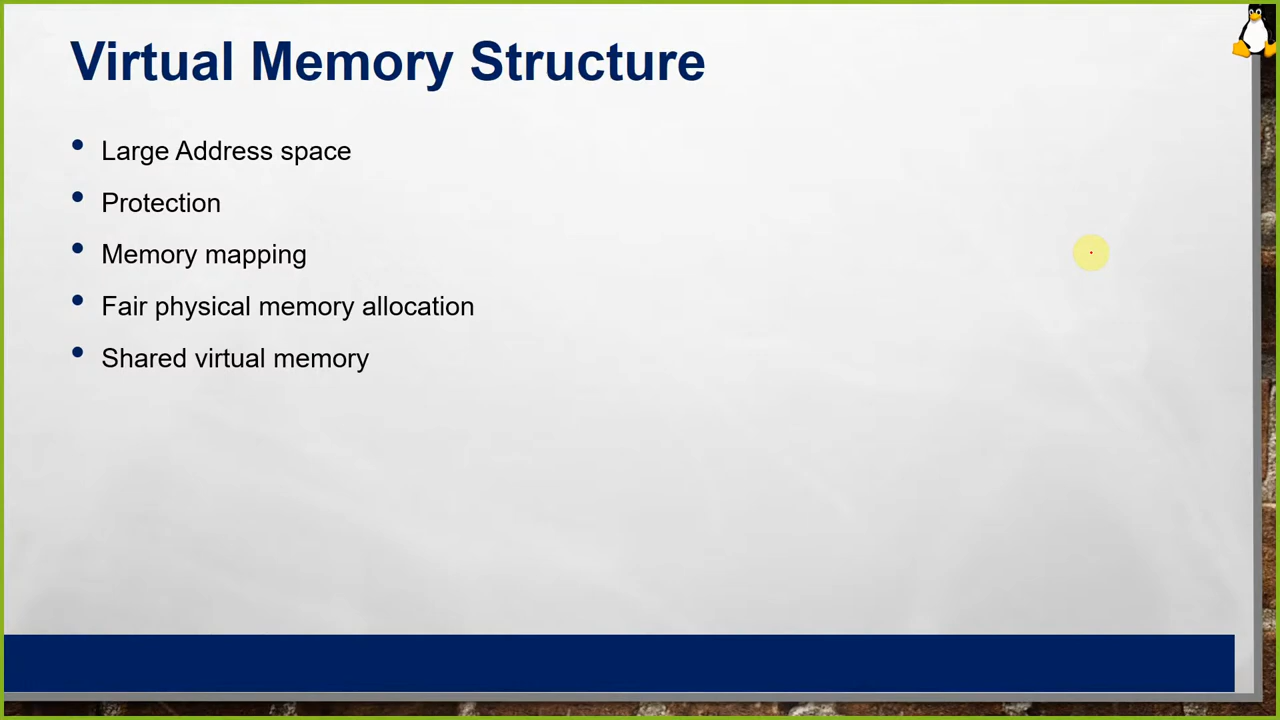 Virtual Memory Structure
Large Address space
Protection
Memory mapping
Fair physical memory allocation
Shared virtual memory